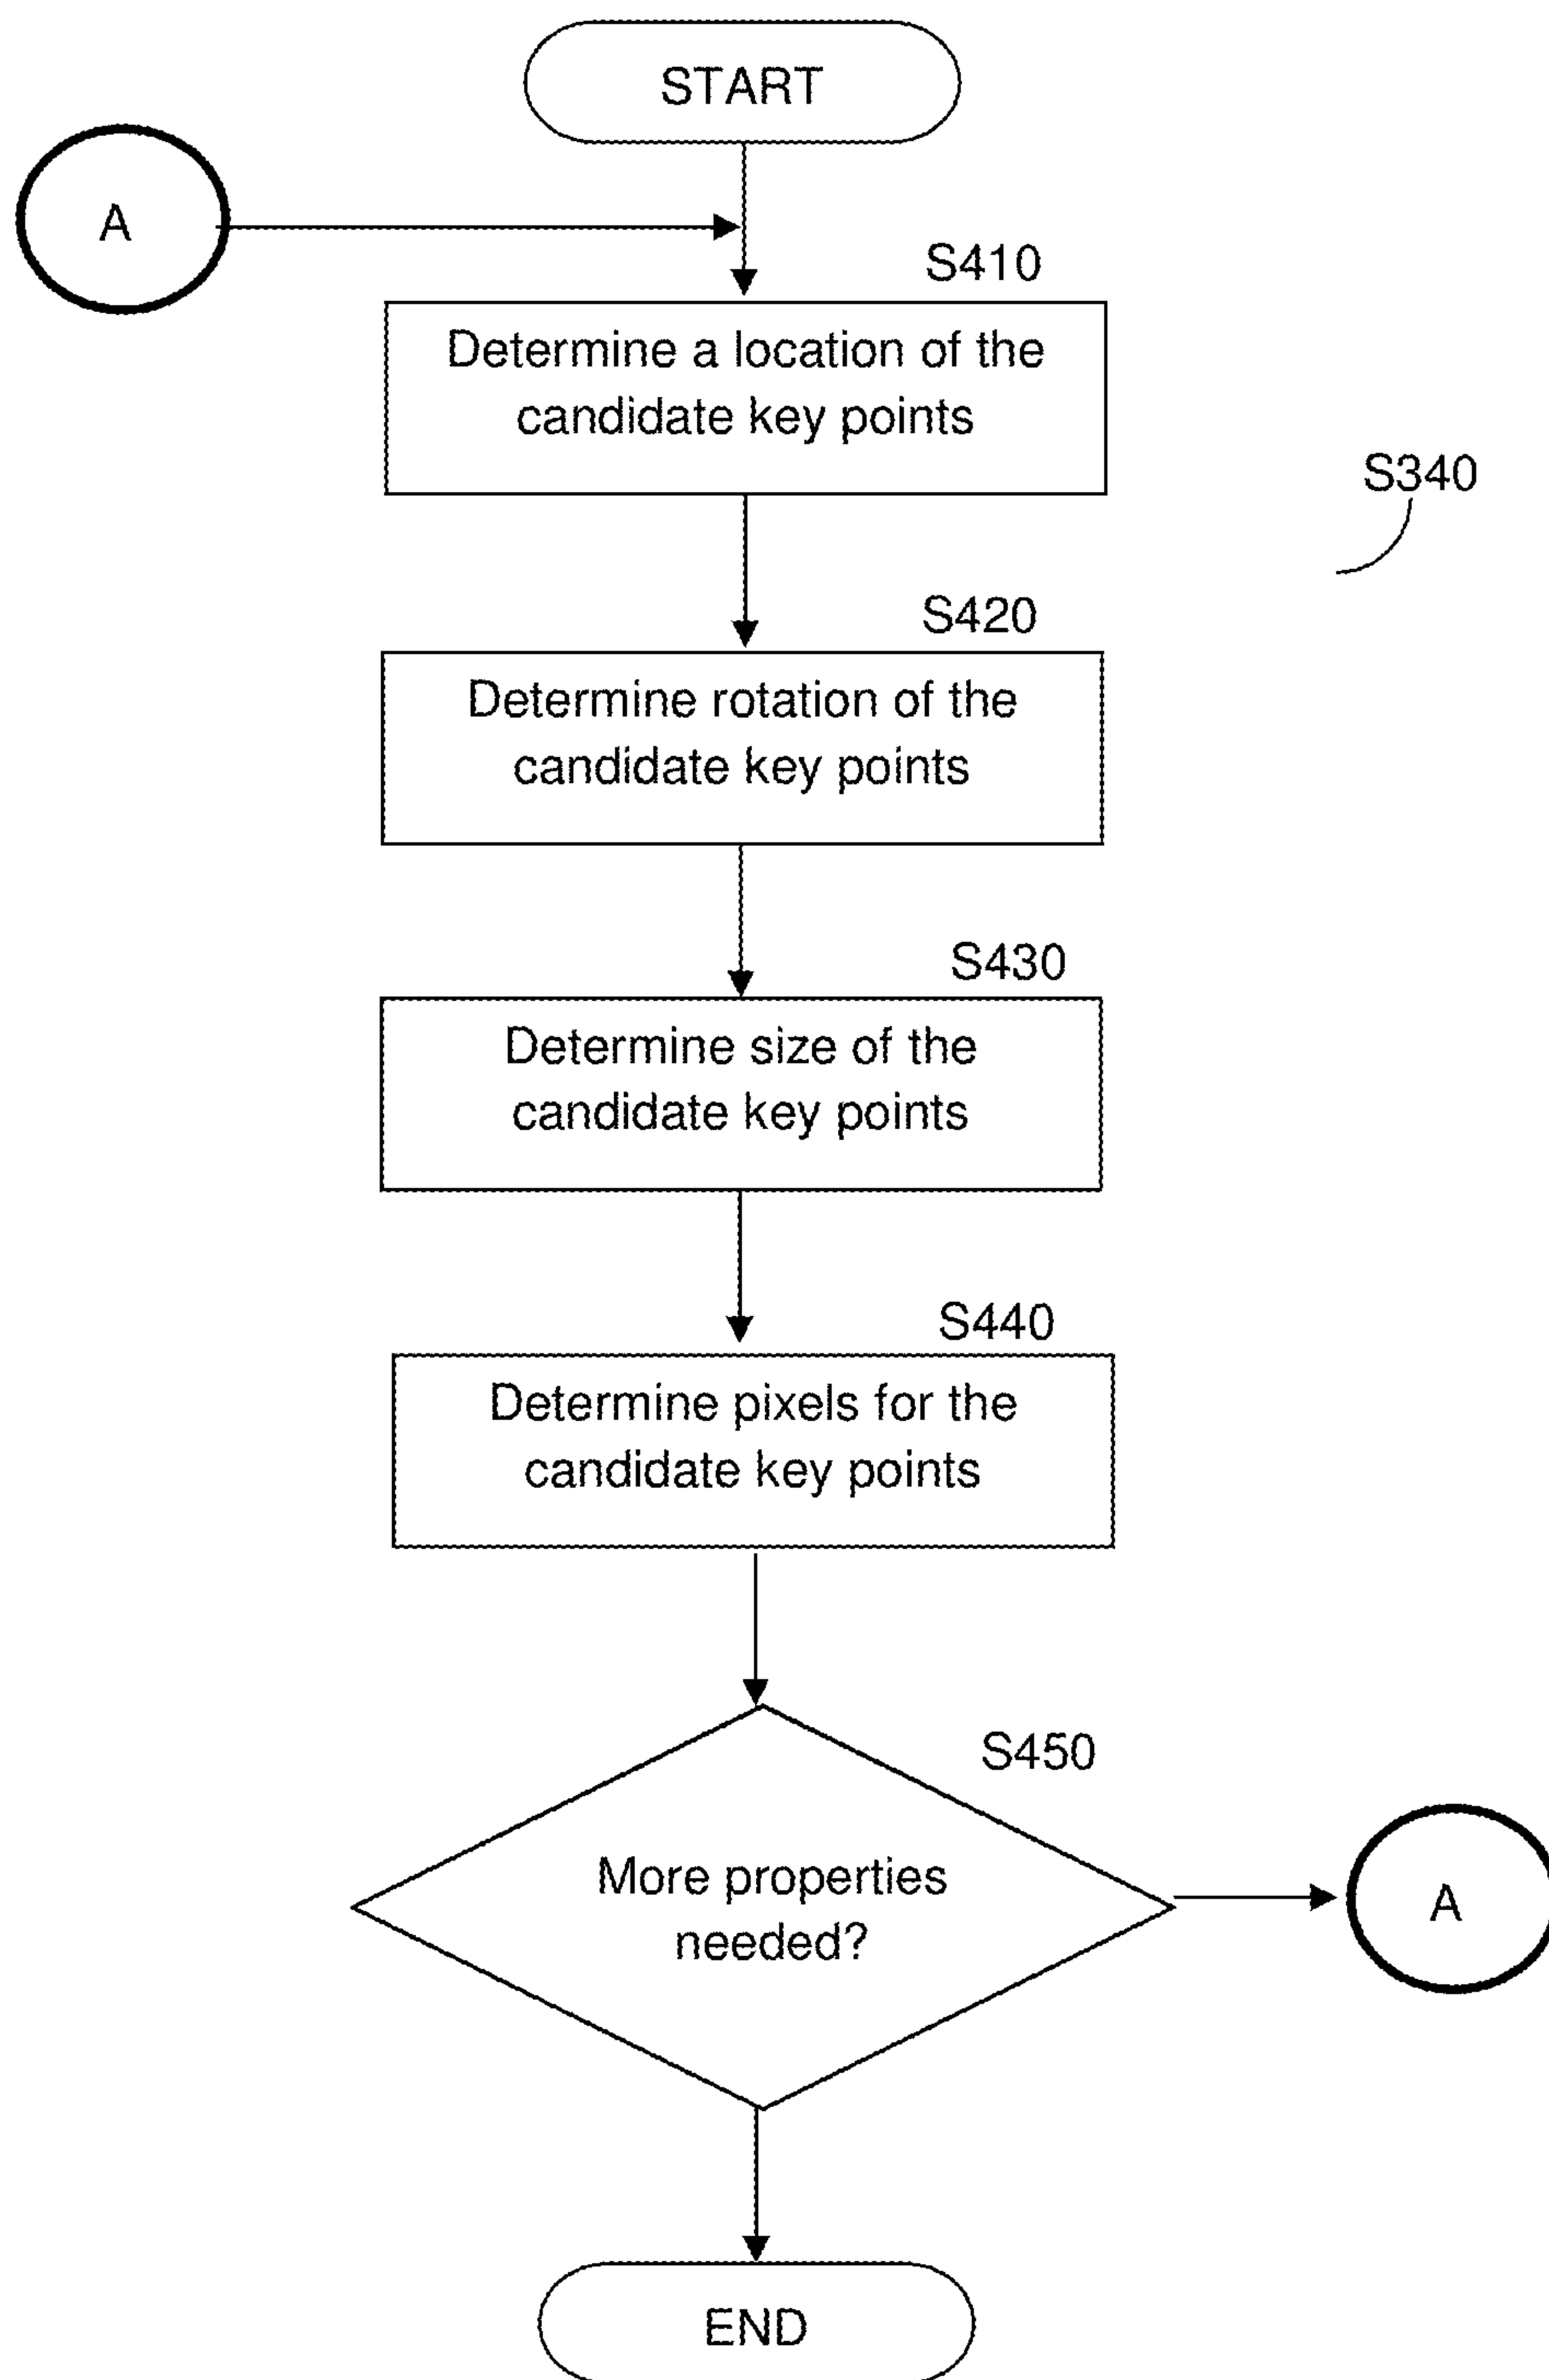 START
A
S410
Determine a location of the
candidate key points
S340
S420
Determine rotation of the
candidate key points
S430
Determine size of the
candidate key points
S440
Determine pixels for the
candidate key points
S450
More properties
needed?
A
END